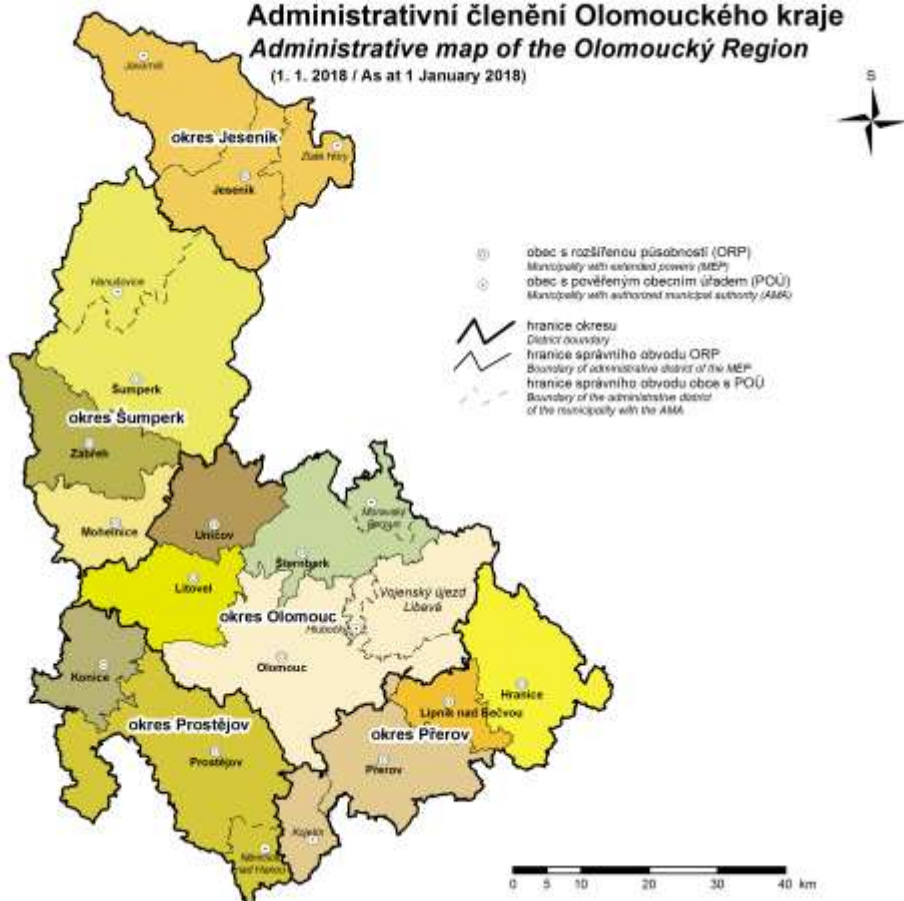 Administrativní členění Olomouckého kraje
Administrative map of the Olomoucký Region
(1. 1. 2018 / As at 1 January 2018)
S
Javorník
okres Jeseník
Zlaté Hory
Jeseník
obec s rozšířenou působností (ORP)
Municipality with extended powers (MEP)
obec s pověřeným obecním úřadem (POÚ)
Municipality with authorized municipal authority (AMA)
hranice okresu
District boundary
hranice správního obvodu ORP
Boundary of administrative district of the MEP
hranice správního obvodu obce s POÚ
Boundary of the administrative district
of the municipality with the AMA
Hanušovice
Šumperk
okres Šumperk
Zábřeh
Mohelnice
Uničov
Moravský
Beroun
Šternberk
Litovel
Vojenský újezd
Libavá
okres Olomouc
Hlubočky
Olomouc
Konice
Hranice
Lipník nad Bečvou
okres Prostějov
okres Přerov
Prostějov
Přerov
Kojetín
Němčice
nad Hanou
0 5 10 20 30 40 km